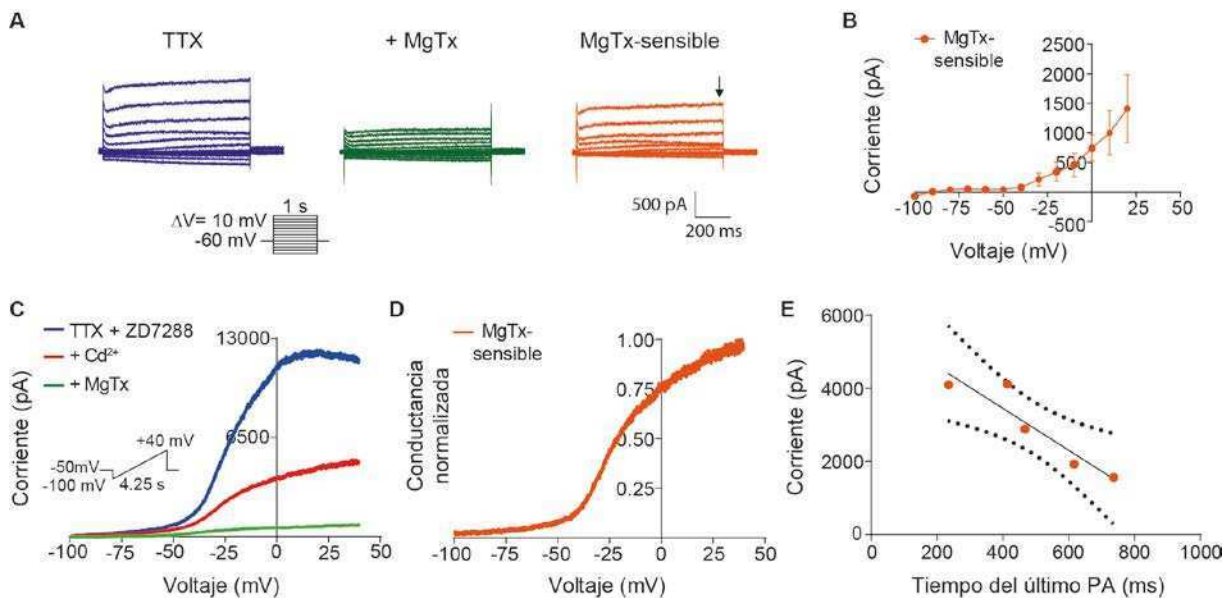 A
TTX
+ MgTx
MgTx-sensible
1 s
ΔV= 10 mV
-60 mV
500 pA
200 ms
B
MgTx-
sensible
Corriente (pA)
2500
2000
1500
1000
500
-500
-100 -75 -50 -25 25 50
Voltaje (mV)
C
TTX + ZD7288
+ Cd²⁺
+ MgTx
13000
6500
Corriente (pA)
+40 mV
-50mV
-100 mV
4.25 s
-100 -75 -50 -25 0 25 50
Voltaje (mV)
D
MgTx-
sensible
Conductancia
normalizada
1.00
0.75
0.50
0.25
-100 -75 -50 -25 0 25 50
Voltaje (mV)
E
Corriente (pA)
6000
4000
2000
0
0 200 400 600 800 1000
Tiempo del último PA (ms)